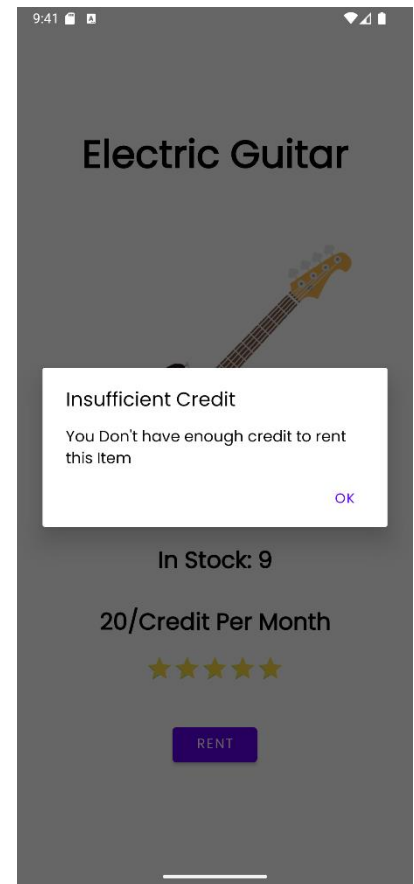 9:41
Electric Guitar
Insufficient Credit
You Don't have enough credit to rent
this Item
OK
In Stock: 9
20/Credit Per Month
RENT